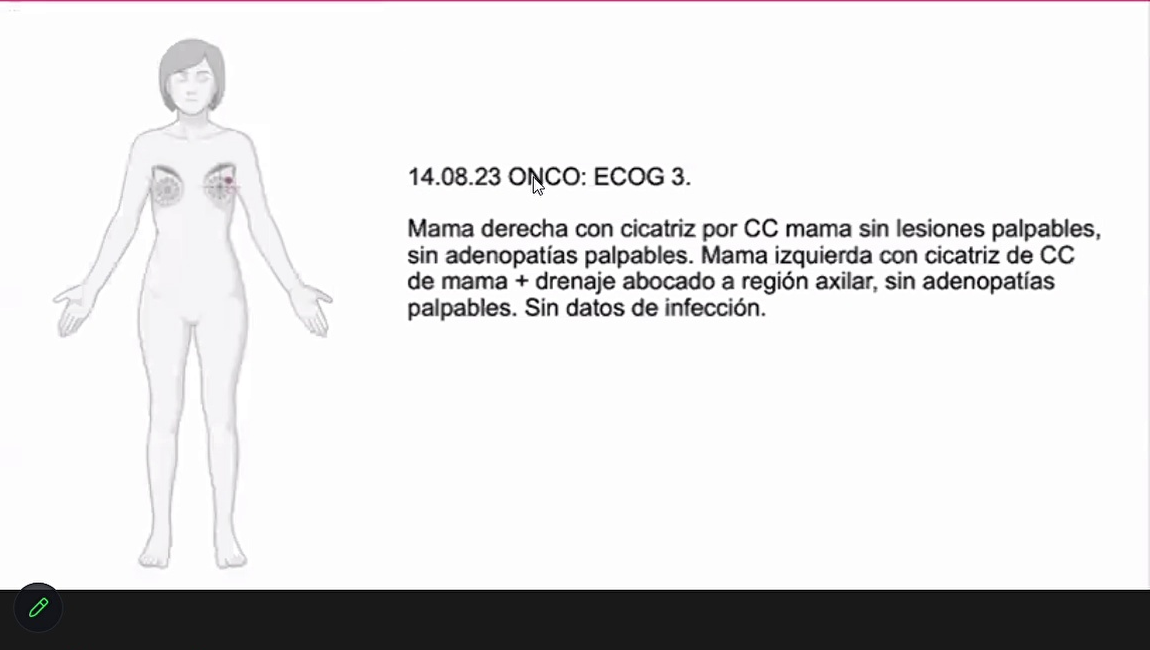 14.08.23 ONCO: ECOG 3.
Mama derecha con cicatriz por CC mama sin lesiones palpables,
sin adenopatías palpables. Mama izquierda con cicatriz de CC
de mama + drenaje abocado a región axilar, sin adenopatías
palpables. Sin datos de infección.